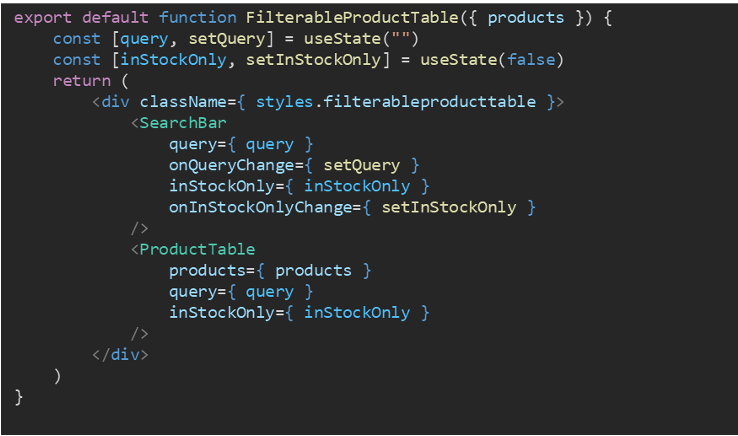 export default function FilterableProductTable({ products }) {
    const [query, setQuery] = useState("")
    const [inStockOnly, setInStockOnly] = useState(false)
    return (
        <div className={ styles.filterableproducttable }>
            <SearchBar
                query={ query }
                onQueryChange={ setQuery }
                inStockOnly={ inStockOnly }
                onInStockOnlyChange={ setInStockOnly }
            />
            <ProductTable
                products={ products }
                query={ query }
                inStockOnly={ inStockOnly }
            />
        </div>
    )
}